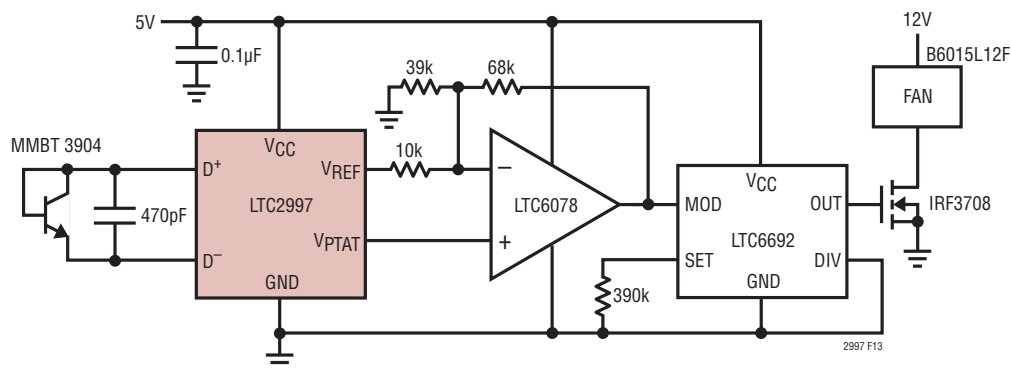 5V
0.1µF
39k
68k
12V
B6015L12F
FAN
MMBT 3904
470pF
D+
D−
VCC
LTC2997
VREF
VPTAT
GND
10k
−
+
LTC6078
MOD
VCC
OUT
LTC6692
SET
DIV
GND
390k
IRF3708
2997 F13